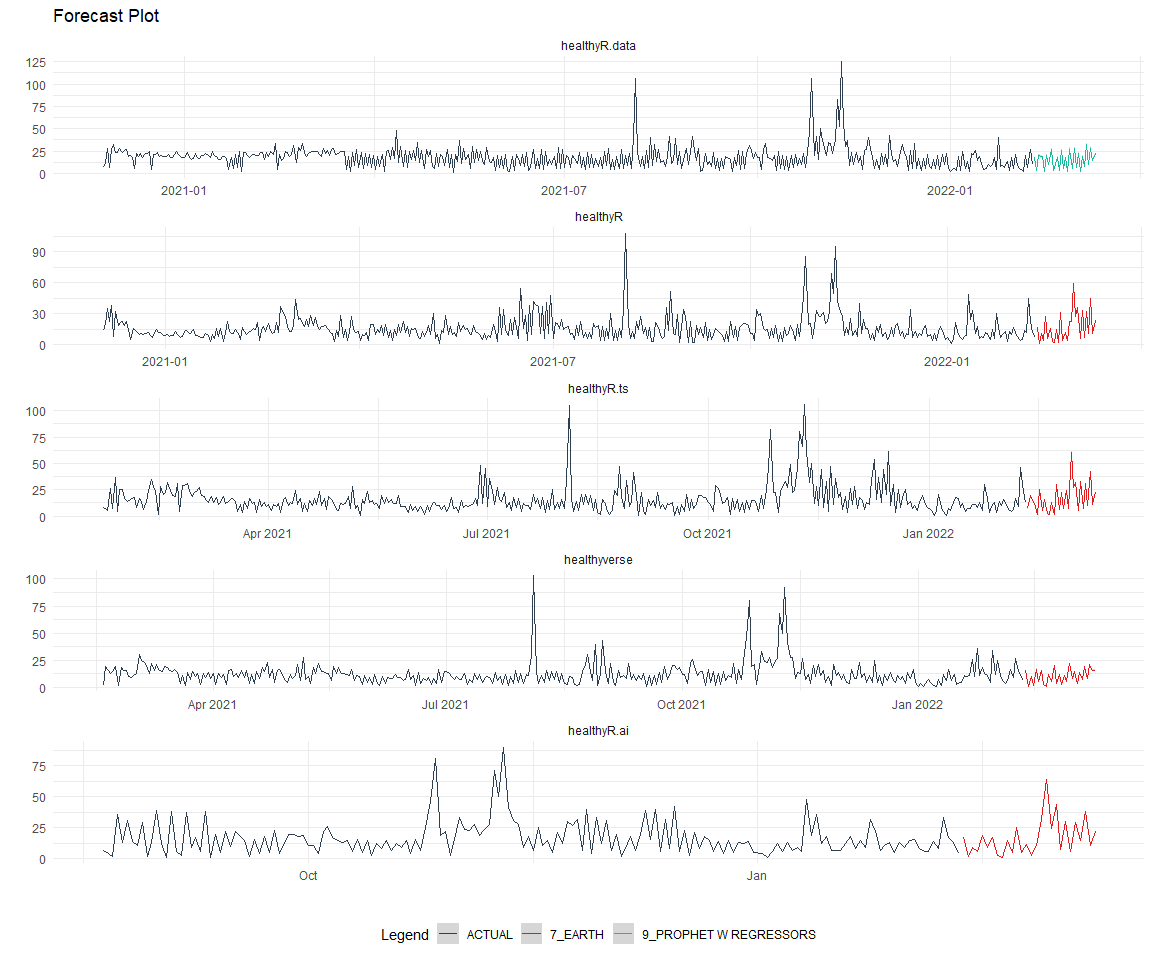 Forecast Plot
healthyR.data
125
100
75
50
25
0
2021-01 2021-07 2022-01
healthyR
90
60
30
0
2021-01 2021-07 2022-01
healthyR.ts
100
75
50
25
0
Apr 2021 Jul 2021 Oct 2021 Jan 2022
healthyverse
100
75
50
25
0
Apr 2021 Jul 2021 Oct 2021 Jan 2022
healthyR.ai
75
50
25
0
Oct Jan
Legend ACTUAL 7_EARTH 9_PROPHET W REGRESSORS